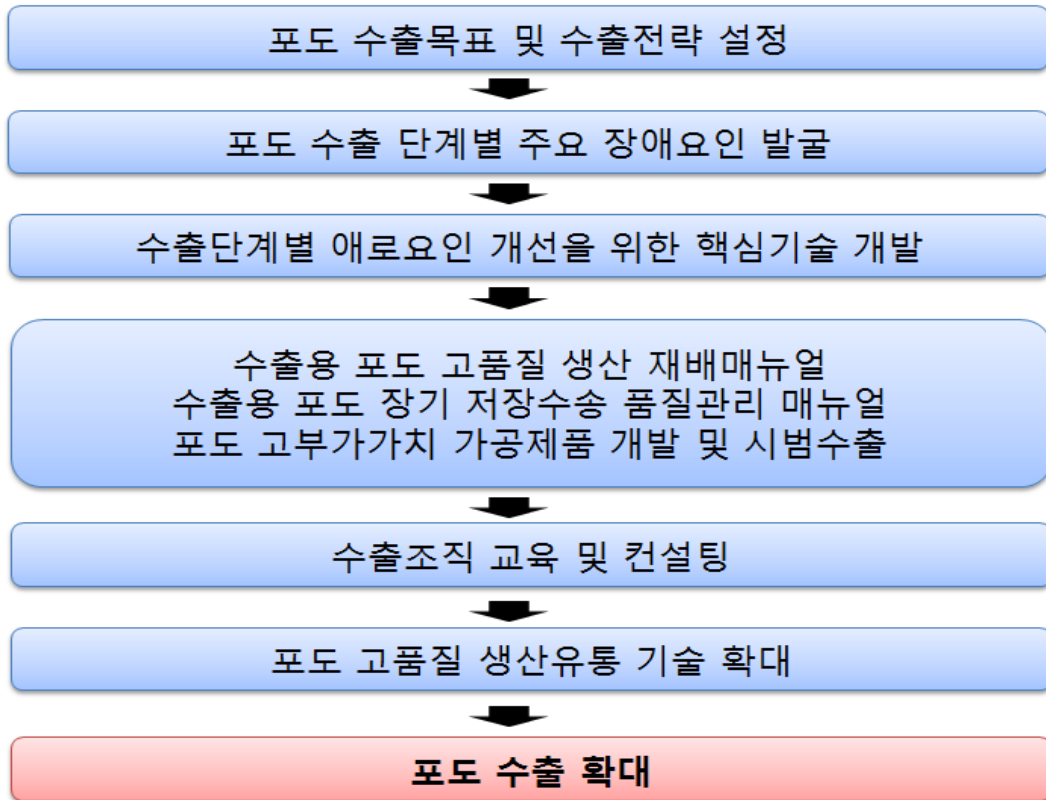 포도 수출목표 및 수출전략 설정
포도 수출 단계별 주요 장애요인 발굴
수출단계별 애로요인 개선을 위한 핵심기술 개발
수출용 포도 고품질 생산 재배매뉴얼
수출용 포도 장기 저장수송 품질관리 매뉴얼
포도 고부가가치 가공제품 개발 및 시범수출
수출조직 교육 및 컨설팅
포도 고품질 생산유통 기술 확대
포도 수출 확대